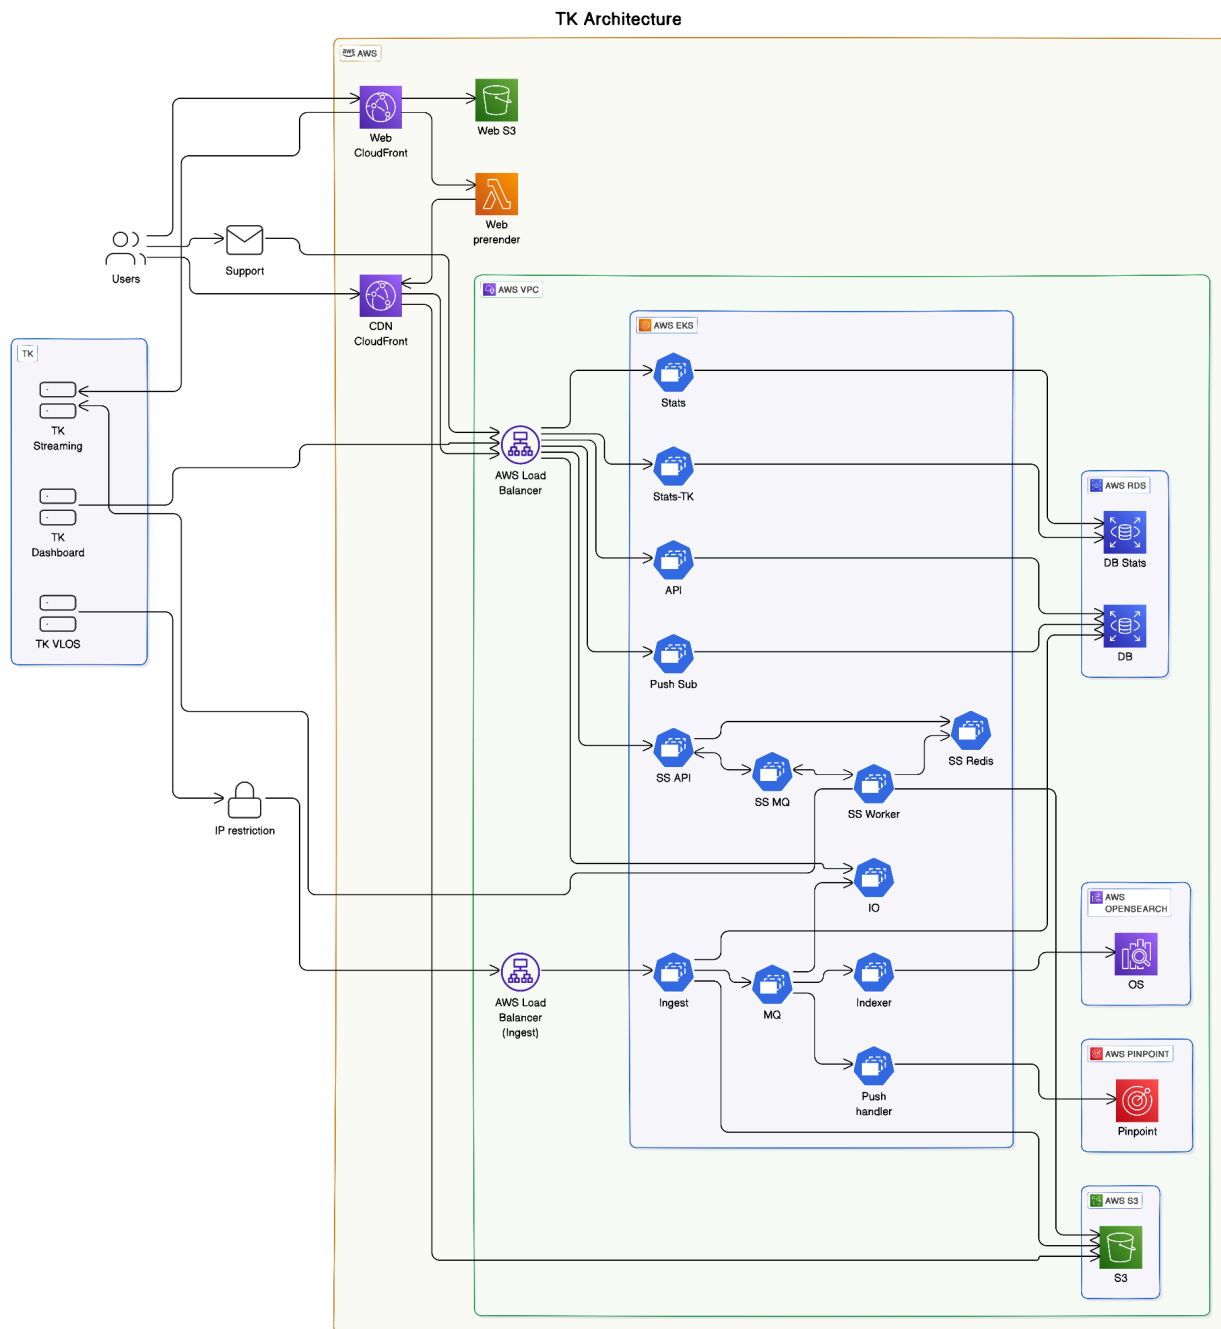 TK Architecture
aws AWS
Web
CloudFront
Web S3
Web
prerender
Users
Support
CDN
CloudFront
AWS VPC
AWS EKS
TK
TK
Streaming
TK
Dashboard
TK VLOS
Stats
AWS Load
Balancer
Stats-TK
AWS RDS
DB Stats
API
DB
Push Sub
SS API
SS MQ
SS Worker
SS Redis
IP restriction
IO
AWS
OPENSEARCH
OS
AWS Load
Balancer
(Ingest)
Ingest
MQ
Indexer
Push
handler
AWS PINPOINT
Pinpoint
AWS S3
S3